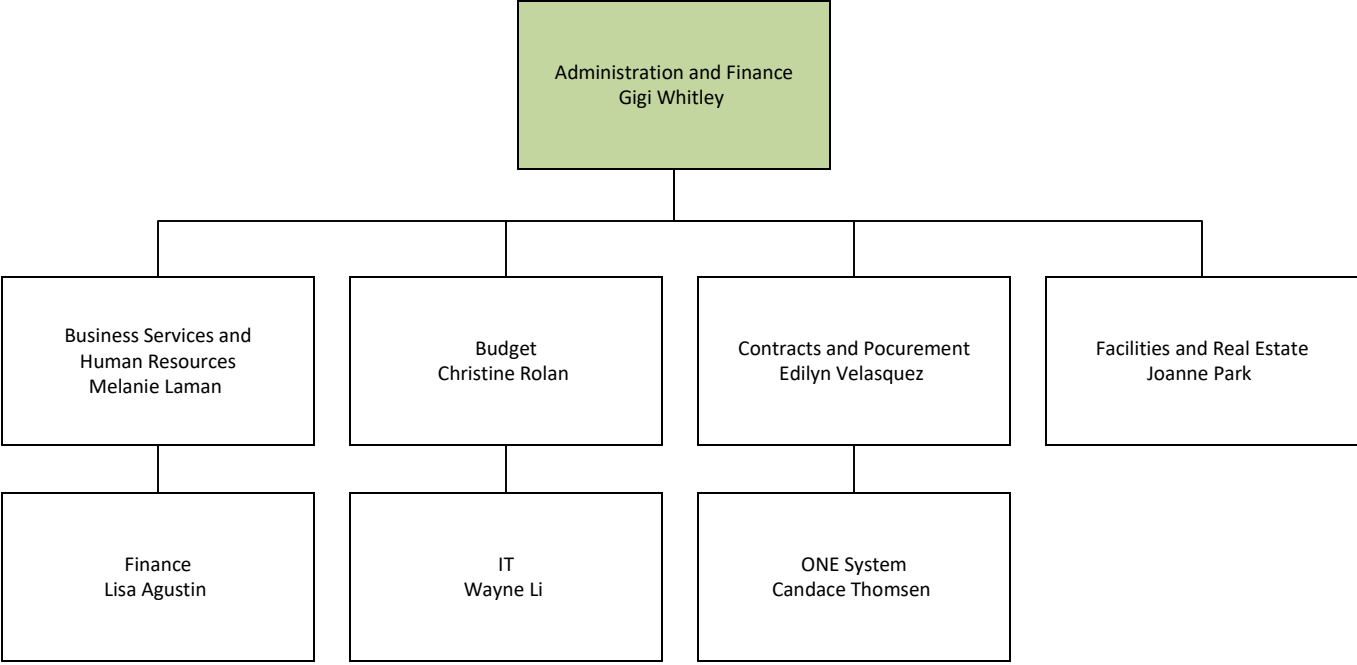 Administration and Finance
Gigi Whitley
Business Services and
Human Resources
Melanie Laman
Budget
Christine Rolan
Contracts and Pocurement
Edilyn Velasquez
Facilities and Real Estate
Joanne Park
Finance
Lisa Agustin
IT
Wayne Li
ONE System
Candace Thomsen